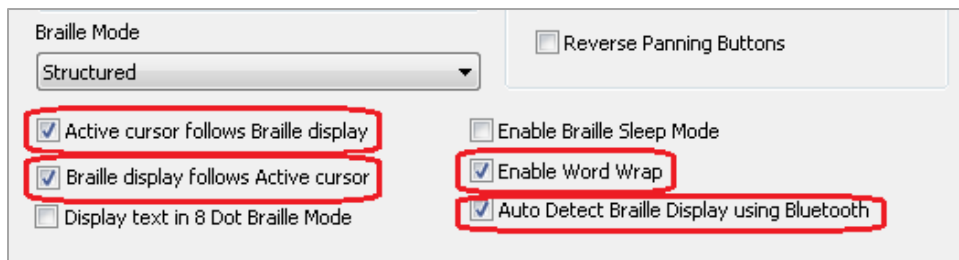 Braille Mode
Structured
Reverse Panning Buttons
Active cursor follows Braille display
Braille display follows Active cursor
Display text in 8 Dot Braille Mode
Enable Braille Sleep Mode
Enable Word Wrap
Auto Detect Braille Display using Bluetooth